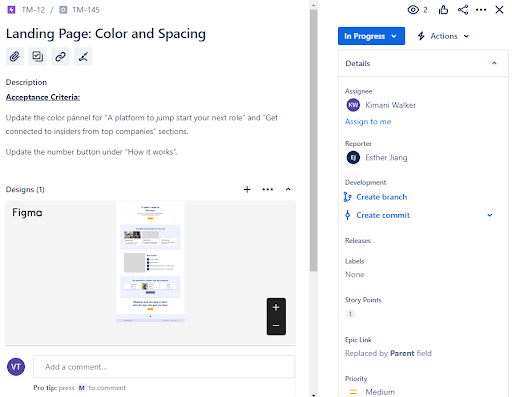 TM-12 / TM-145
2
Landing Page: Color and Spacing
In Progress
Actions
Description
Acceptance Criteria:
Update the color pannel for "A platform to jump start your next role" and "Get
connected to insiders from top companies" sections.
Update the number button under "How it works".
Designs (1)
Figma
VT
Add a comment...
Pro tip: press M to comment
Details
Assignee
KW Kimani Walker
Assign to me
Reporter
EJ Esther Jiang
Development
Create branch
Create commit
Releases
Labels
None
Story Points
1
Epic Link
Replaced by Parent field
Priority
Medium